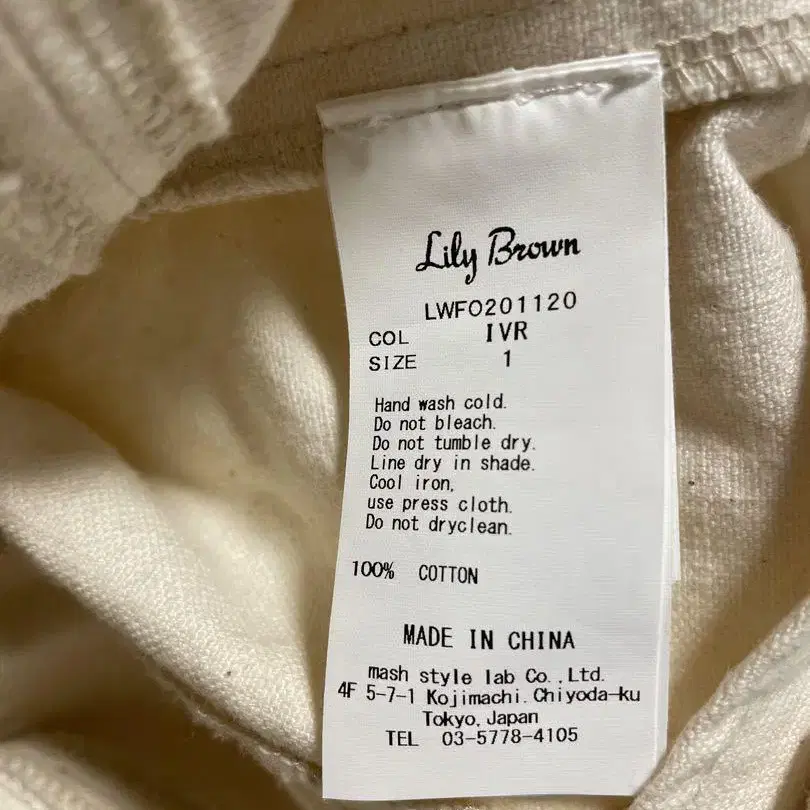 Lily Brown
LWFO201120
COL IVR
SIZE 1
Hand wash cold.
Do not bleach.
Do not tumble dry.
Line dry in shade.
Cool iron,
use press cloth.
Do not dryclean.
100% COTTON
MADE IN CHINA
mash style lab Co.,Ltd.
4F 5-7-1 Kojimachi.Chiyoda-ku
Tokyo, Japan
TEL 03-5778-4105